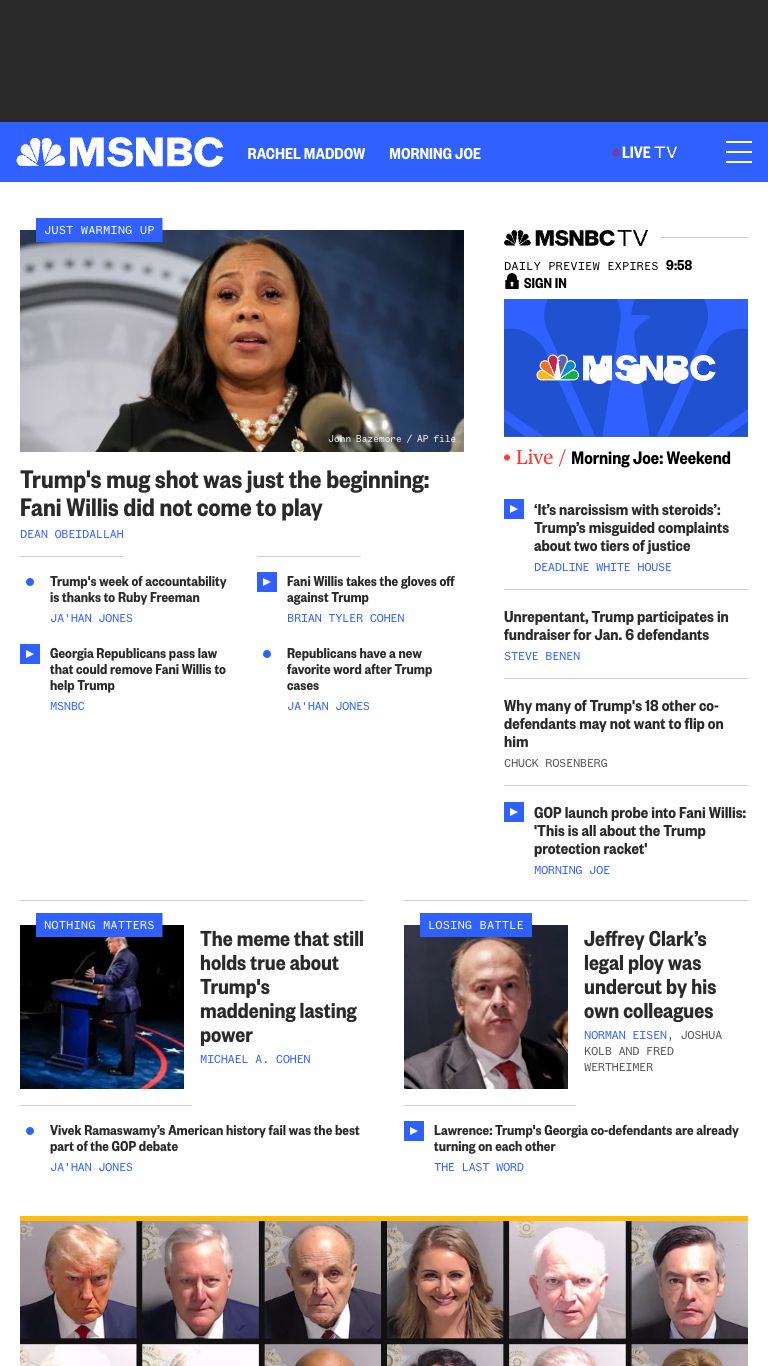 MSNBC
RACHEL MADDOW
MORNING JOE
LIVE TV
JUST WARMING UP
John Bazemore / AP file
Trump's mug shot was just the beginning:
Fani Willis did not come to play
DEAN OBEIDALLAH
Trump's week of accountability
is thanks to Ruby Freeman
JA'HAN JONES
Fani Willis takes the gloves off
against Trump
BRIAN TYLER COHEN
Georgia Republicans pass law
that could remove Fani Willis to
help Trump
MSNBC
Republicans have a new
favorite word after Trump
cases
JA'HAN JONES
MSNBC TV
DAILY PREVIEW EXPIRES 9:58
SIGN IN
MSNBC
Live / Morning Joe: Weekend
‘It’s narcissism with steroids’:
Trump’s misguided complaints
about two tiers of justice
DEADLINE WHITE HOUSE
Unrepentant, Trump participates in
fundraiser for Jan. 6 defendants
STEVE BENEN
Why many of Trump's 18 other co-
defendants may not want to flip on
him
CHUCK ROSENBERG
GOP launch probe into Fani Willis:
'This is all about the Trump
protection racket'
MORNING JOE
NOTHING MATTERS
The meme that still
holds true about
Trump's
maddening lasting
power
MICHAEL A. COHEN
LOSING BATTLE
Jeffrey Clark’s
legal ploy was
undercut by his
own colleagues
NORMAN EISEN, JOSHUA
KOLB AND FRED
WERTHEIMER
Vivek Ramaswamy’s American history fail was the best
part of the GOP debate
JA'HAN JONES
Lawrence: Trump's Georgia co-defendants are already
turning on each other
THE LAST WORD